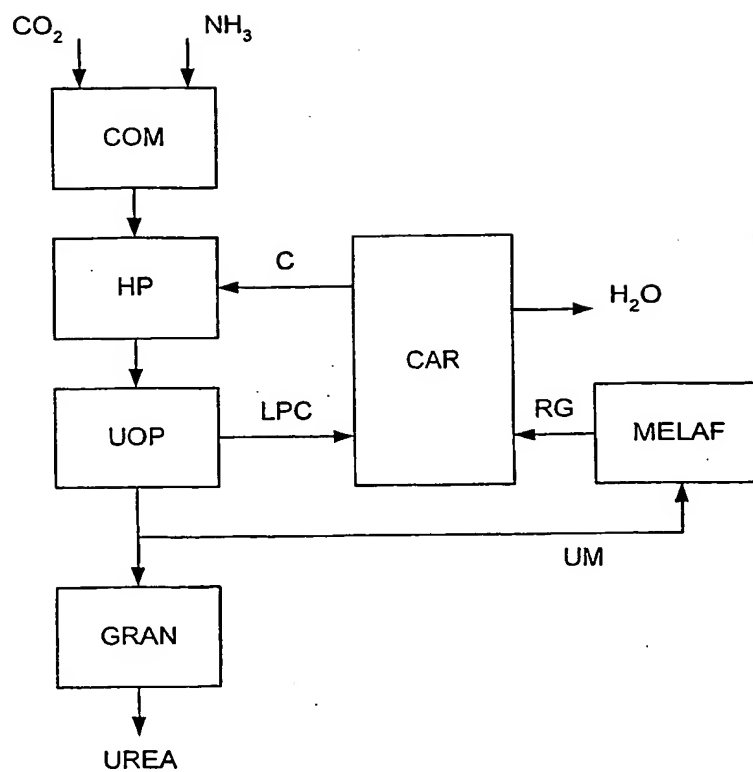 CO₂
NH₃
COM
HP
C
CAR
H₂O
UOP
LPC
RG
MELAF
UM
GRAN
UREA